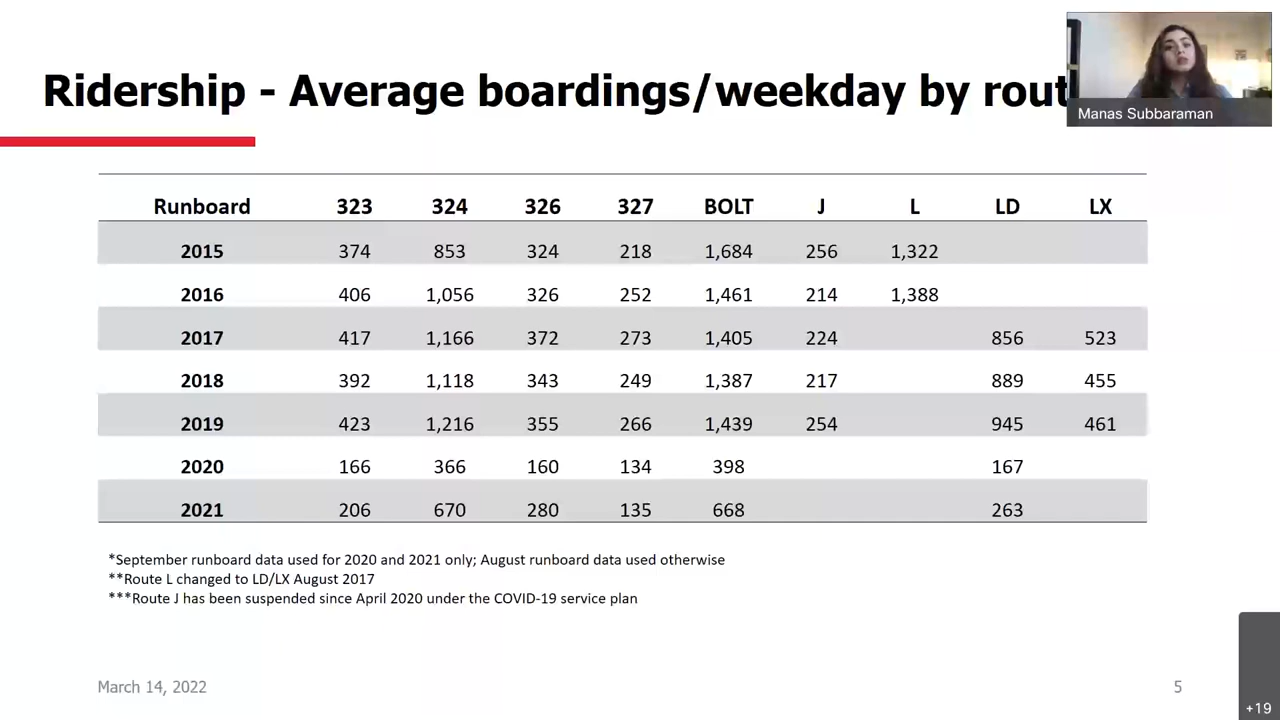 Ridership - Average boardings/weekday by rout
Manas Subbaraman
Runboard 323 324 326 327 BOLT J L LD LX
2015 374 853 324 218 1,684 256 1,322
2016 406 1,056 326 252 1,461 214 1,388
2017 417 1,166 372 273 1,405 224 856 523
2018 392 1,118 343 249 1,387 217 889 455
2019 423 1,216 355 266 1,439 254 945 461
2020 166 366 160 134 398 167
2021 206 670 280 135 668 263
*September runboard data used for 2020 and 2021 only; August runboard data used otherwise
**Route L changed to LD/LX August 2017
***Route J has been suspended since April 2020 under the COVID-19 service plan
March 14, 2022
5
+19